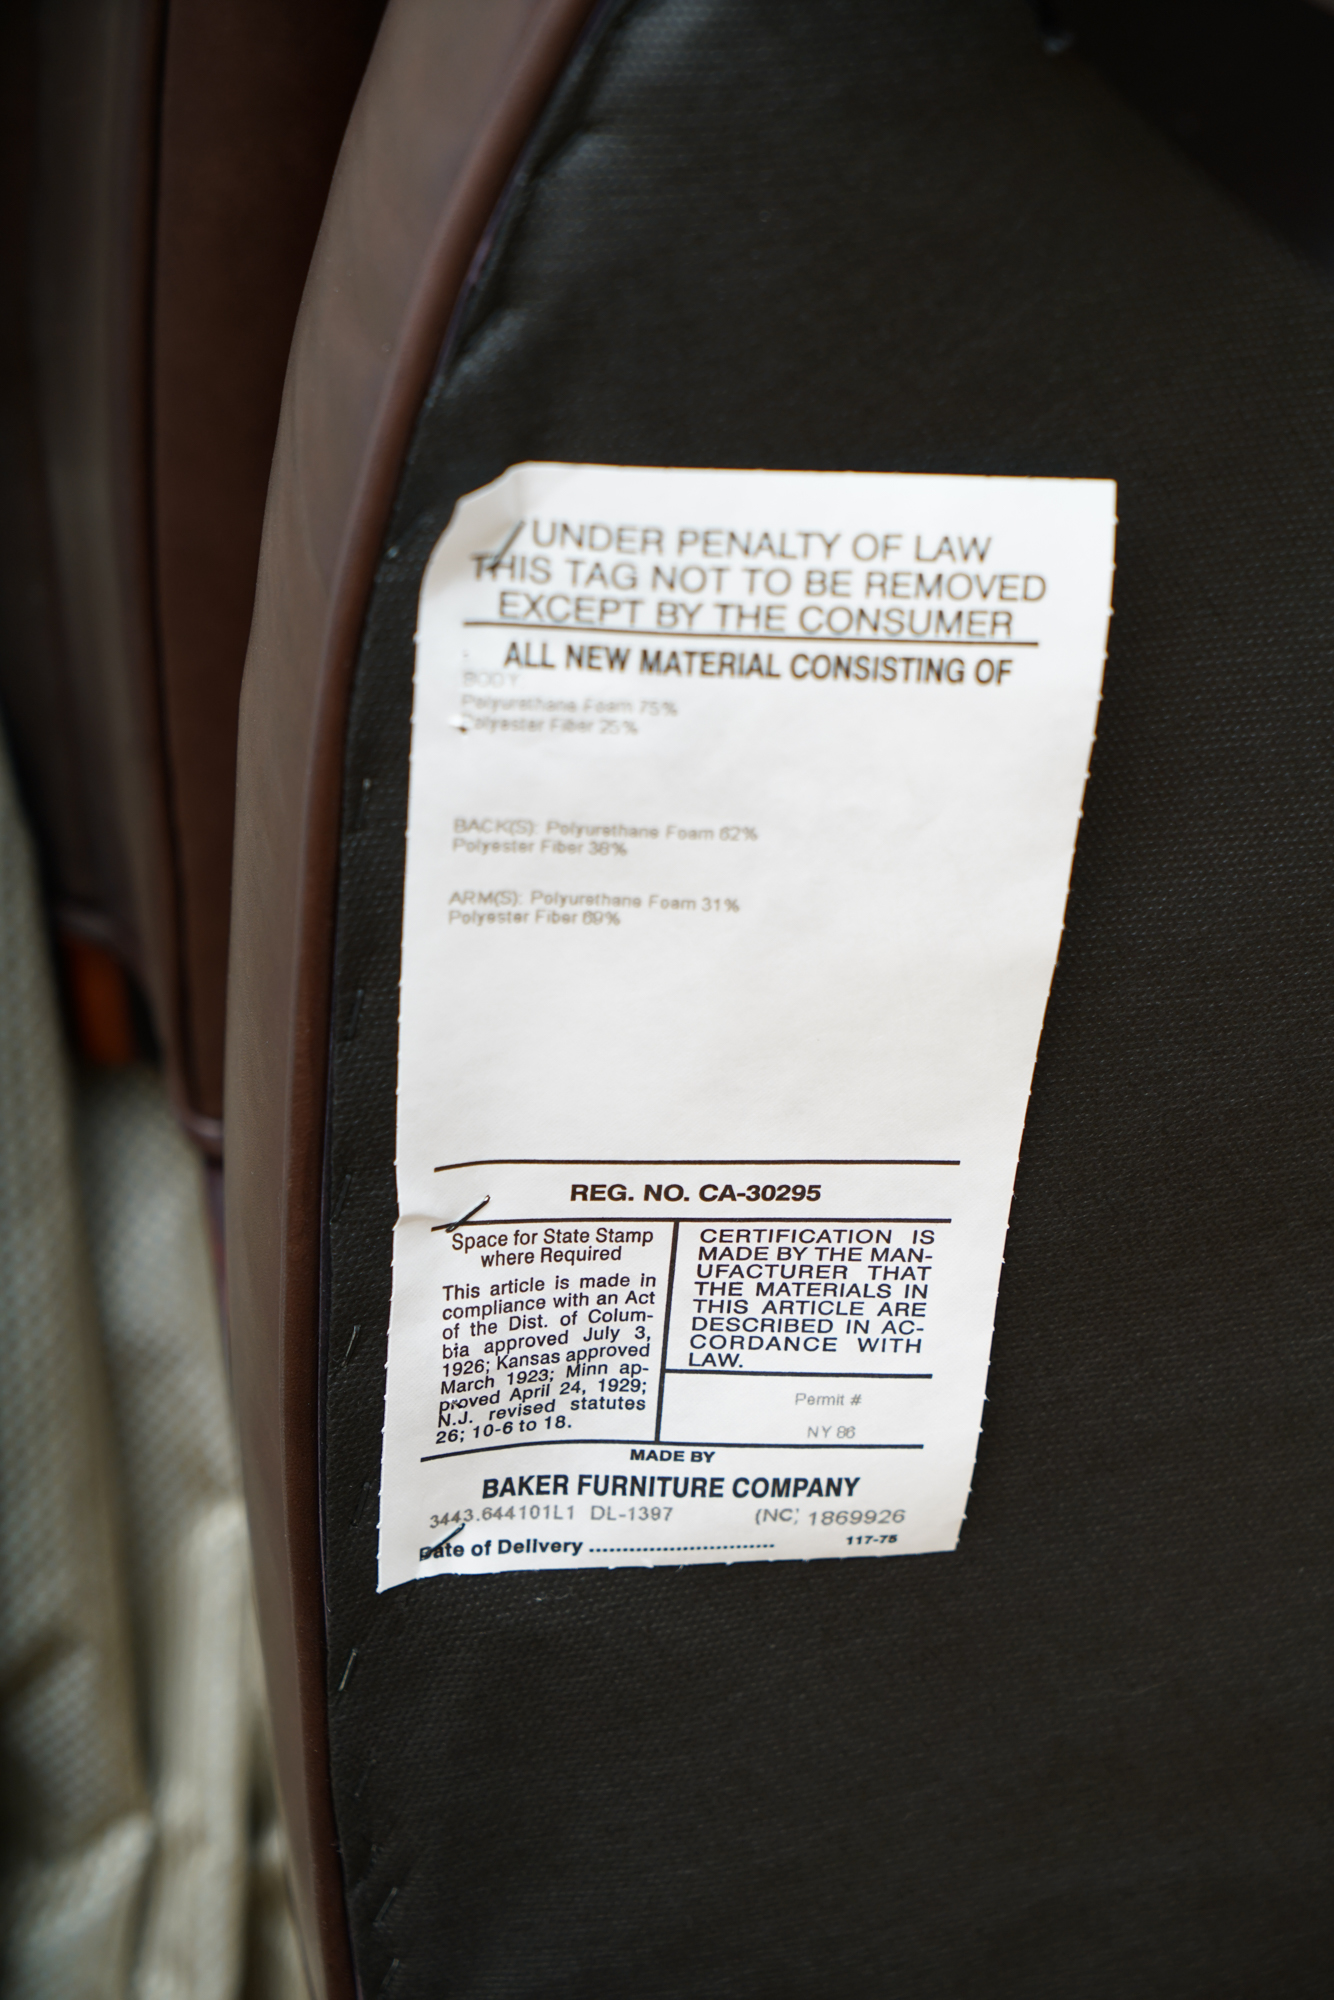 UNDER PENALTY OF LAW
THIS TAG NOT TO BE REMOVED
EXCEPT BY THE CONSUMER
ALL NEW MATERIAL CONSISTING OF
BODY
Polyurethane Foam 75%
Polyester Fiber 25%
BACK(S): Polyurethane Foam 62%
Polyester Fiber 38%
ARM(S): Polyurethane Foam 31%
Polyester Fiber 69%
REG. NO. CA-30295
Space for State Stamp
where Required
This article is made in
compliance with an Act
of the Dist. of Colum-
bia approved July 3,
1926; Kansas approved
March 1923; Minn ap-
proved April 24, 1929;
N.J. revised statutes
26; 10-6 to 18.
CERTIFICATION IS
MADE BY THE MAN-
UFACTURER THAT
THE MATERIALS IN
THIS ARTICLE ARE
DESCRIBED IN AC-
CORDANCE WITH
LAW.
Permit #
NY 86
MADE BY
BAKER FURNITURE COMPANY
3443.644101L1 DL-1397 (NC) 1869926
Date of Delivery ............................ 117-75